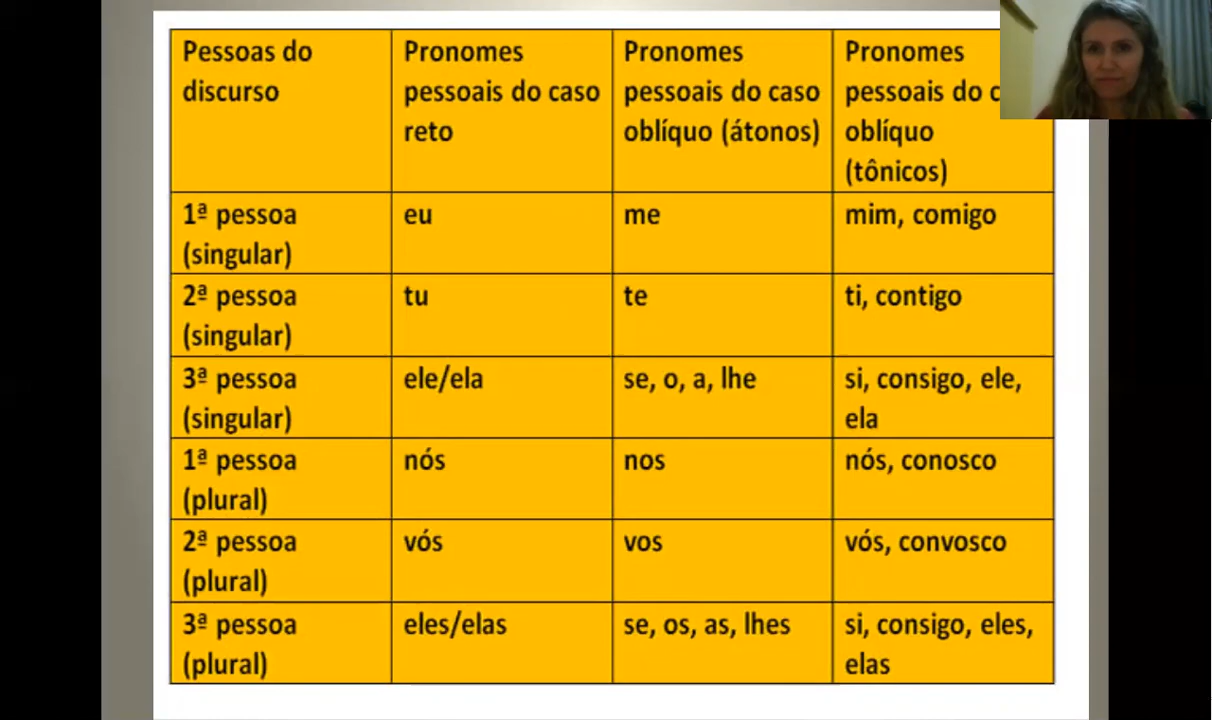 Pessoas do
discurso
Pronomes
pessoais do caso
reto
Pronomes
pessoais do caso
oblíquo (átonos)
Pronomes
pessoais do
oblíquo
(tônicos)
1ª pessoa
(singular)
eu
me
mim, comigo
2ª pessoa
(singular)
tu
te
ti, contigo
3ª pessoa
(singular)
ele/ela
se, o, a, lhe
si, consigo, ele,
ela
1ª pessoa
(plural)
nós
nos
nós, conosco
2ª pessoa
(plural)
vós
vos
vós, convosco
3ª pessoa
(plural)
eles/elas
se, os, as, lhes
si, consigo, eles,
elas